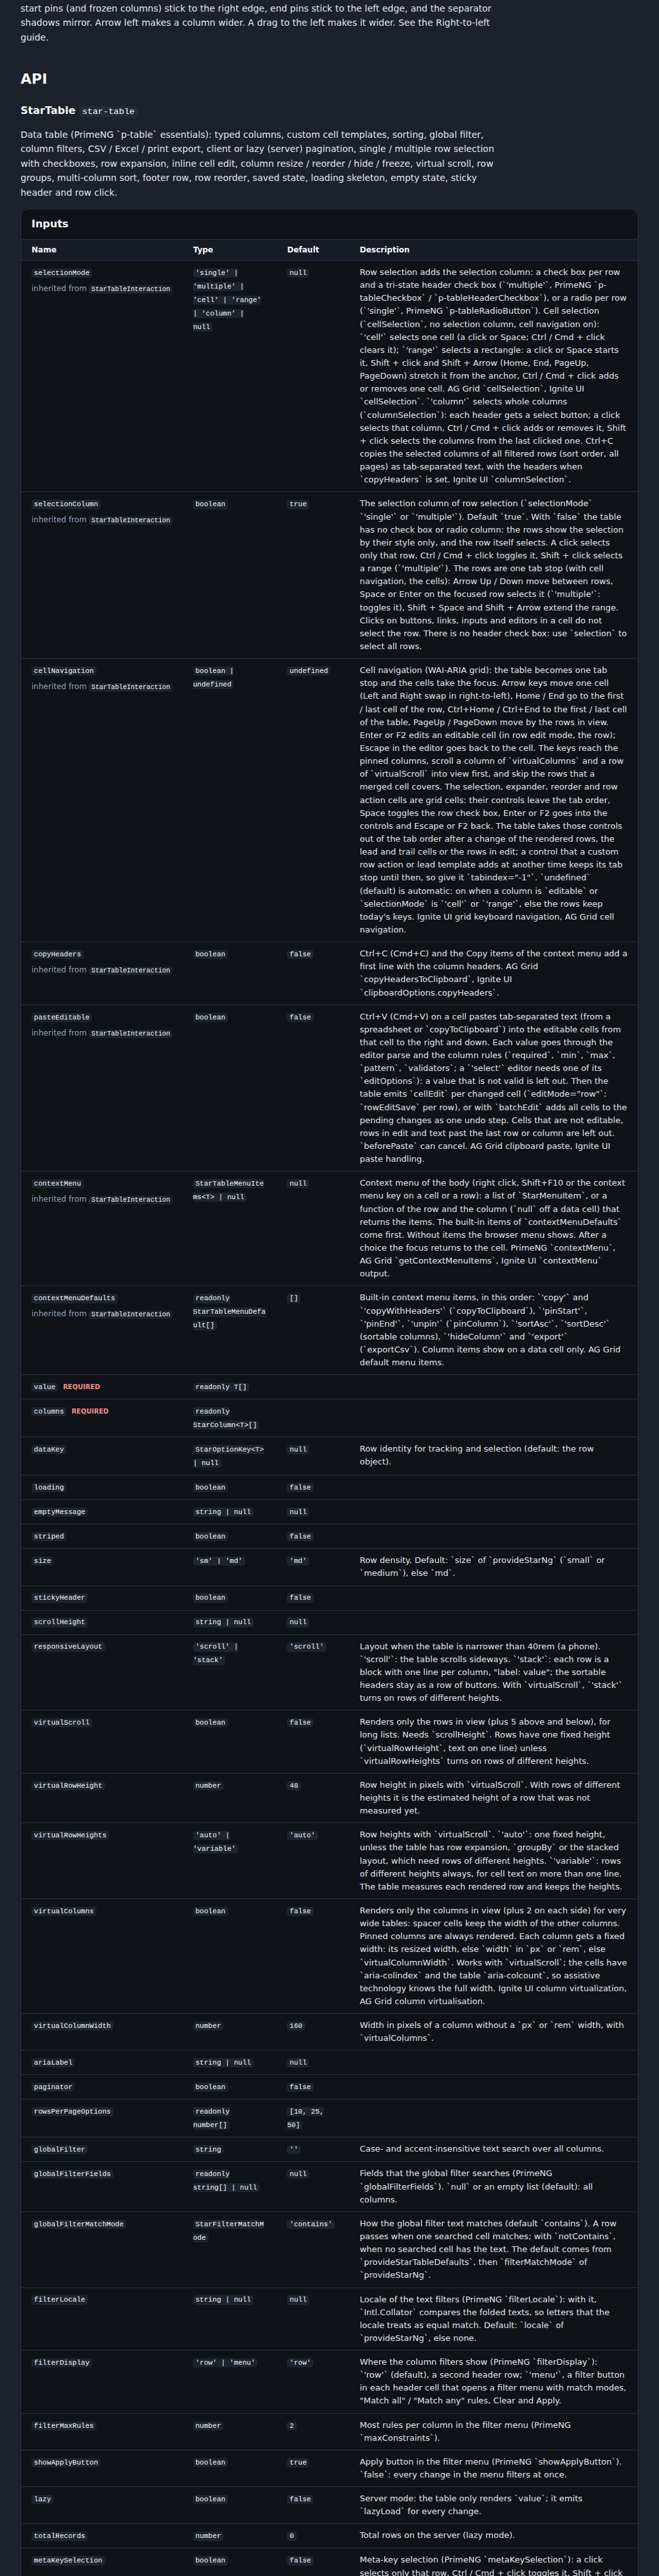 start pins (and frozen columns) stick to the right edge, end pins stick to the left edge, and the separator
shadows mirror. Arrow left makes a column wider. A drag to the left makes it wider. See the Right-to-left
guide.
API
StarTable star-table
Data table (PrimeNG `p-table` essentials): typed columns, custom cell templates, sorting, global filter,
column filters, CSV / Excel / print export, client or lazy (server) pagination, single / multiple row selection
with checkboxes, row expansion, inline cell edit, column resize / reorder / hide / freeze, virtual scroll, row
groups, multi-column sort, footer row, row reorder, saved state, loading skeleton, empty state, sticky
header and row click.
Inputs
Name Type Default Description
selectionMode 'single' | null Row selection adds the selection column: a check box per row
inherited from StarTableInteraction 'multiple' | and a tri-state header check box (`'multiple'`, PrimeNG `p-
'cell' | 'range' tableCheckbox` / `p-tableHeaderCheckbox`), or a radio per row
| 'column' | (`'single'`, PrimeNG `p-tableRadioButton`). Cell selection
null (`cellSelection`, no selection column, cell navigation on):
`'cell'` selects one cell (a click or Space; Ctrl / Cmd + click
clears it); `'range'` selects a rectangle: a click or Space starts
it, Shift + click and Shift + Arrow (Home, End, PageUp,
PageDown) stretch it from the anchor, Ctrl / Cmd + click adds
or removes one cell. AG Grid `cellSelection`, Ignite UI
`cellSelection`. `'column'` selects whole columns
(`columnSelection`): each header gets a select button; a click
selects that column, Ctrl / Cmd + click adds or removes it, Shift
+ click selects the columns from the last clicked one. Ctrl+C
copies the selected columns of all filtered rows (sort order, all
pages) as tab-separated text, with the headers when
`copyHeaders` is set. Ignite UI `columnSelection`.
selectionColumn boolean true The selection column of row selection (`selectionMode`
inherited from StarTableInteraction `'single'` or `'multiple'`). Default `true`. With `false` the table
has no check box or radio column: the rows show the selection
by their style only, and the row itself selects. A click selects
only that row, Ctrl / Cmd + click toggles it, Shift + click selects
a range (`'multiple'`). The rows are one tab stop (with cell
navigation, the cells): Arrow Up / Down move between rows,
Space or Enter on the focused row selects it (`'multiple'`:
toggles it), Shift + Space and Shift + Arrow extend the range.
Clicks on buttons, links, inputs and editors in a cell do not
select the row. There is no header check box: use `selection` to
select all rows.
cellNavigation boolean | undefined Cell navigation (WAI-ARIA grid): the table becomes one tab
inherited from StarTableInteraction undefined stop and the cells take the focus. Arrow keys move one cell
(Left and Right swap in right-to-left), Home / End go to the first
/ last cell of the row, Ctrl+Home / Ctrl+End to the first / last cell
of the table, PageUp / PageDown move by the rows in view.
Enter or F2 edits an editable cell (in row edit mode, the row);
Escape in the editor goes back to the cell. The keys reach the
pinned columns, scroll a column of `virtualColumns` and a row
of `virtualScroll` into view first, and skip the rows that a
merged cell covers. The selection, expander, reorder and row
action cells are grid cells: their controls leave the tab order,
Space toggles the row check box, Enter or F2 goes into the
controls and Escape or F2 back. The table takes those controls
out of the tab order after a change of the rendered rows, the
lead and trail cells or the rows in edit; a control that a custom
row action or lead template adds at another time keeps its tab
stop until then, so give it `tabindex="-1"`. `undefined`
(default) is automatic: on when a column is `editable` or
`selectionMode` is `'cell'` or `'range'`, else the rows keep
today's keys. Ignite UI grid keyboard navigation, AG Grid cell
navigation.
copyHeaders boolean false Ctrl+C (Cmd+C) and the Copy items of the context menu add a
inherited from StarTableInteraction first line with the column headers. AG Grid
`copyHeadersToClipboard`, Ignite UI
`clipboardOptions.copyHeaders`.
pasteEditable boolean false Ctrl+V (Cmd+V) on a cell pastes tab-separated text (from a
inherited from StarTableInteraction spreadsheet or `copyToClipboard`) into the editable cells from
that cell to the right and down. Each value goes through the
editor parse and the column rules (`required`, `min`, `max`,
`pattern`, `validators`; a `'select'` editor needs one of its
`editOptions`): a value that is not valid is left out. Then the
table emits `cellEdit` per changed cell (`editMode="row"`:
`rowEditSave` per row), or with `batchEdit` adds all cells to the
pending changes as one undo step. Cells that are not editable,
rows in edit and text past the last row or column are left out.
`beforePaste` can cancel. AG Grid clipboard paste, Ignite UI
paste handling.
contextMenu StarTableMenuIte null Context menu of the body (right click, Shift+F10 or the context
inherited from StarTableInteraction ms<T> | null menu key on a cell or a row): a list of `StarMenuItem`, or a
function of the row and the column (`null` off a data cell) that
returns the items. The built-in items of `contextMenuDefaults`
come first. Without items the browser menu shows. After a
choice the focus returns to the cell. PrimeNG `contextMenu`,
AG Grid `getContextMenuItems`, Ignite UI `contextMenu`
output.
contextMenuDefaults readonly [] Built-in context menu items, in this order: `'copy'` and
inherited from StarTableInteraction StarTableMenuDefa `'copyWithHeaders'` (`copyToClipboard`), `'pinStart'`,
ult[] `'pinEnd'`, `'unpin'` (`pinColumn`), `'sortAsc'`, `'sortDesc'`
(sortable columns), `'hideColumn'` and `'export'`
(`exportCsv`). Column items show on a data cell only. AG Grid
default menu items.
value REQUIRED readonly T[]
columns REQUIRED readonly
StarColumn<T>[]
dataKey StarOptionKey<T> null Row identity for tracking and selection (default: the row
| null object).
loading boolean false
emptyMessage string | null null
striped boolean false
size 'sm' | 'md' 'md' Row density. Default: `size` of `provideStarNg` (`small` or
`medium`), else `md`.
stickyHeader boolean false
scrollHeight string | null null
responsiveLayout 'scroll' | 'scroll' Layout when the table is narrower than 40rem (a phone).
'stack' `'scroll'`: the table scrolls sideways. `'stack'`: each row is a
block with one line per column, "label: value"; the sortable
headers stay as a row of buttons. With `virtualScroll`, `'stack'`
turns on rows of different heights.
virtualScroll boolean false Renders only the rows in view (plus 5 above and below), for
long lists. Needs `scrollHeight`. Rows have one fixed height
(`virtualRowHeight`, text on one line) unless
`virtualRowHeights` turns on rows of different heights.
virtualRowHeight number 48 Row height in pixels with `virtualScroll`. With rows of different
heights it is the estimated height of a row that was not
measured yet.
virtualRowHeights 'auto' | 'auto' Row heights with `virtualScroll`. `'auto'`: one fixed height,
'variable' unless the table has row expansion, `groupBy` or the stacked
layout, which need rows of different heights. `'variable'`: rows
of different heights always, for cell text on more than one line.
The table measures each rendered row and keeps the heights.
virtualColumns boolean false Renders only the columns in view (plus 2 on each side) for very
wide tables: spacer cells keep the width of the other columns.
Pinned columns are always rendered. Each column gets a fixed
width: its resized width, else `width` in `px` or `rem`, else
`virtualColumnWidth`. Works with `virtualScroll`; the cells have
`aria-colindex` and the table `aria-colcount`, so assistive
technology knows the full width. Ignite UI column virtualization,
AG Grid column virtualisation.
virtualColumnWidth number 160 Width in pixels of a column without a `px` or `rem` width, with
`virtualColumns`.
ariaLabel string | null null
paginator boolean false
rowsPerPageOptions readonly [10, 25,
number[] 50]
globalFilter string '' Case- and accent-insensitive text search over all columns.
globalFilterFields readonly null Fields that the global filter searches (PrimeNG
string[] | null `globalFilterFields`). `null` or an empty list (default): all
columns.
globalFilterMatchMode StarFilterMatchM 'contains' How the global filter text matches (default `contains`). A row
ode passes when one searched cell matches; with `notContains`,
when no searched cell has the text. The default comes from
`provideStarTableDefaults`, then `filterMatchMode` of
`provideStarNg`.
filterLocale string | null null Locale of the text filters (PrimeNG `filterLocale`): with it,
`Intl.Collator` compares the folded texts, so letters that the
locale treats as equal match. Default: `locale` of
`provideStarNg`, else none.
filterDisplay 'row' | 'menu' 'row' Where the column filters show (PrimeNG `filterDisplay`):
`'row'` (default), a second header row; `'menu'`, a filter button
in each header cell that opens a filter menu with match modes,
"Match all" / "Match any" rules, Clear and Apply.
filterMaxRules number 2 Most rules per column in the filter menu (PrimeNG
`maxConstraints`).
showApplyButton boolean true Apply button in the filter menu (PrimeNG `showApplyButton`).
`false`: every change in the menu filters at once.
lazy boolean false Server mode: the table only renders `value`; it emits
`lazyLoad` for every change.
totalRecords number 0 Total rows on the server (lazy mode).
metaKeySelection boolean false Meta-key selection (PrimeNG `metaKeySelection`): a click
selects only that row, Ctrl / Cmd + click toggles it, Shift + click